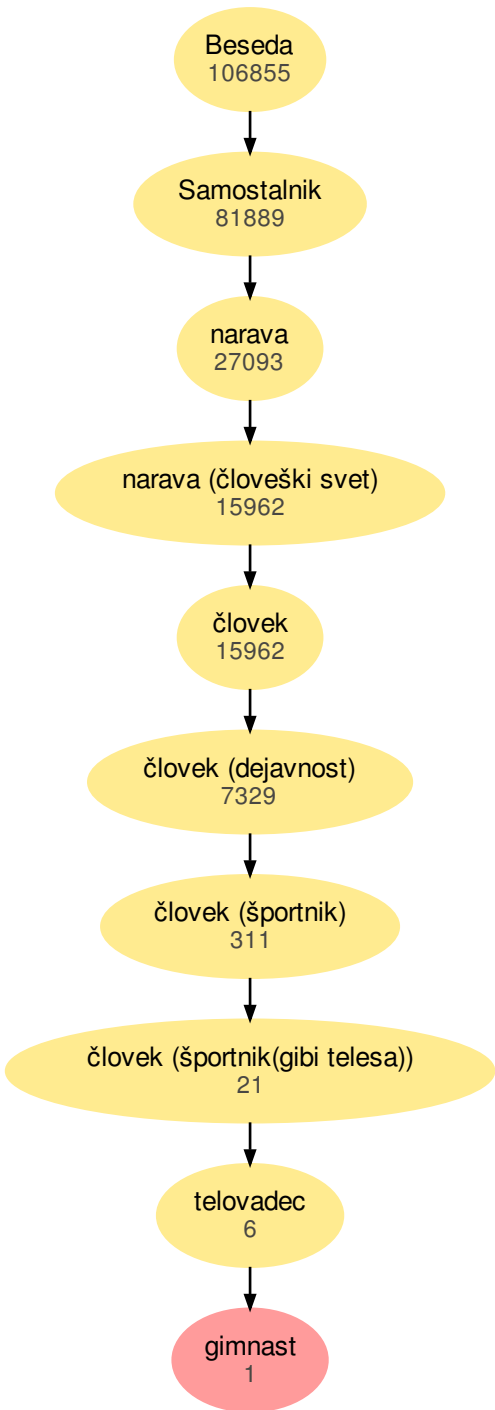 Beseda
106855
Samostalnik
81889
narava
27093
narava (človeški svet)
15962
človek
15962
človek (dejavnost)
7329
človek (športnik)
311
človek (športnik(gibi telesa))
21
telovadec
6
gimnast
1